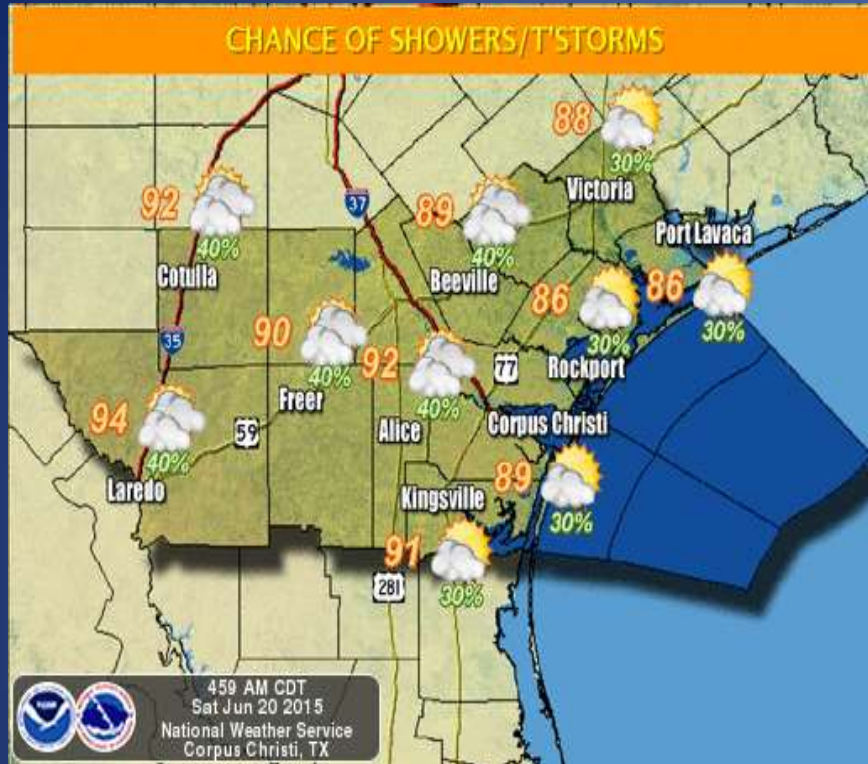 CHANCE OF SHOWERS/T'STORMS
88
30%
Victoria
92
40%
Cotulla
37
89
40%
Beeville
Port Lavaca
86
30%
86
30%
Rockport
35
90
40%
Freer
92
40%
Alice
77
Corpus Christi
94
40%
Laredo
59
89
30%
Kingsville
91
30%
281
459 AM CDT
Sat Jun 20 2015
National Weather Service
Corpus Christi, TX